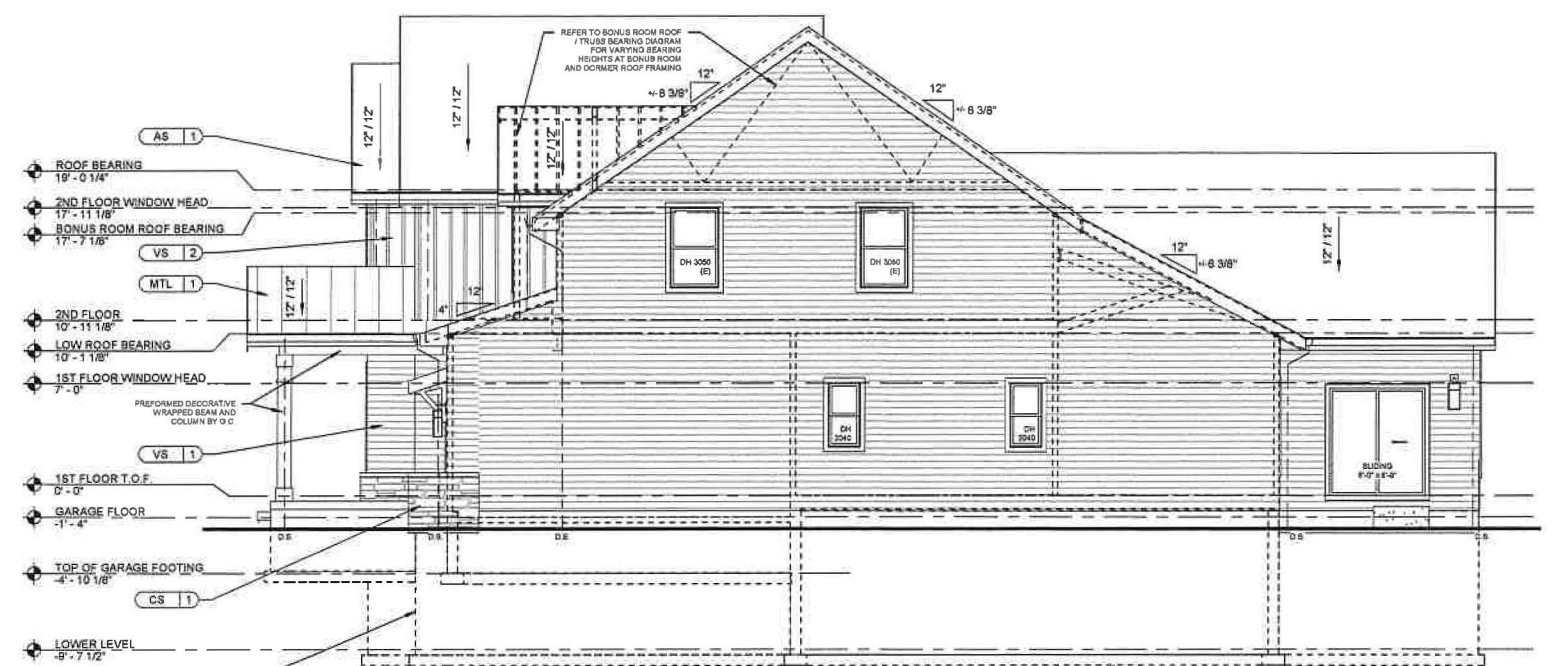 REFER TO BONUS ROOM ROOF
/ TRUSS BEARING DIAGRAM
FOR VARYING BEARING
HEIGHTS AT BONUS ROOM
AND DORMER ROOF FRAMING
12"
+/- 8 3/8"
12"
+/- 6 3/8"
12" / 12"
12" / 12"
12" / 12"
AS 1
ROOF BEARING
19' - 0 1/4"
2ND FLOOR WINDOW HEAD
17' - 11 1/8"
BONUS ROOM ROOF BEARING
17' - 7 1/8"
VS 2
DH 3050
(E)
DH 3050
(E)
12"
+/- 6 3/8"
12" / 12"
MTL 1
12" / 12"
12"
4"
2ND FLOOR
10' - 11 1/8"
LOW ROOF BEARING
10' - 1 1/8"
1ST FLOOR WINDOW HEAD
7' - 0"
PREFORMED DECORATIVE
WRAPPED BEAM AND
COLUMN BY G C
DH
2040
DH
2040
VS 1
SLIDING
6'-0" x 6'-8"
1ST FLOOR T.O.F.
0' - 0"
GARAGE FLOOR
-1' - 4"
D.S.
D.S.
D.S.
D.S.
D.S.
TOP OF GARAGE FOOTING
-4' - 10 1/8"
CS 1
LOWER LEVEL
-9' - 7 1/2"